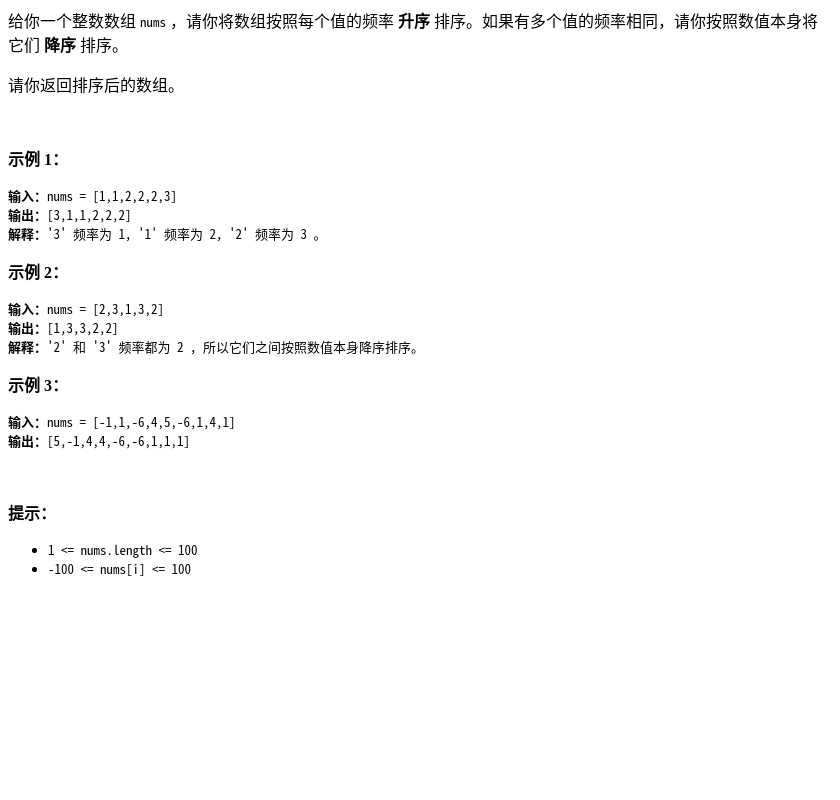 给你一个整数数组 nums ，请你将数组按照每个值的频率 升序 排序。如果有多个值的频率相同，请你按照数值本身将
它们 降序 排序。
请你返回排序后的数组。
示例 1：
输入：nums = [1,1,2,2,2,3]
输出：[3,1,1,2,2,2]
解释：'3' 频率为 1，'1' 频率为 2，'2' 频率为 3 。
示例 2：
输入：nums = [2,3,1,3,2]
输出：[1,3,3,2,2]
解释：'2' 和 '3' 频率都为 2 ，所以它们之间按照数值本身降序排序。
示例 3：
输入：nums = [-1,1,-6,4,5,-6,1,4,1]
输出：[5,-1,4,4,-6,-6,1,1,1]
提示：
• 1 <= nums.length <= 100
• -100 <= nums[i] <= 100